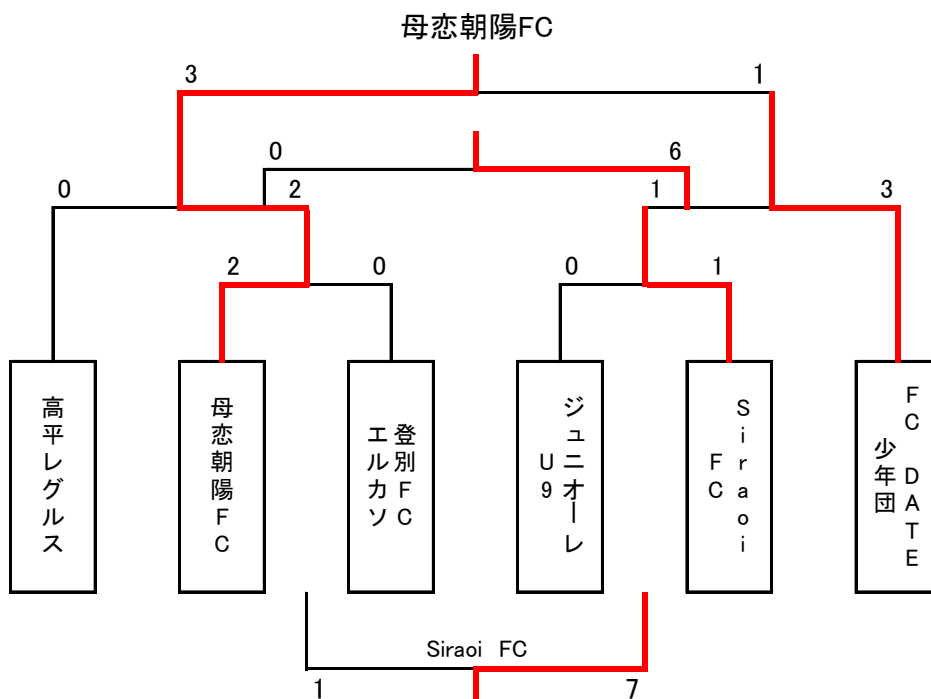 母恋朝陽FC
3
1
0
6
0
2
1
3
2
0
0
1
高平レグルス
母恋朝陽FC
登別FC
エルカソ
ジュニオーレ
U9
Siraoi
FC
FC DATE
少年団
Siraoi FC
1
7